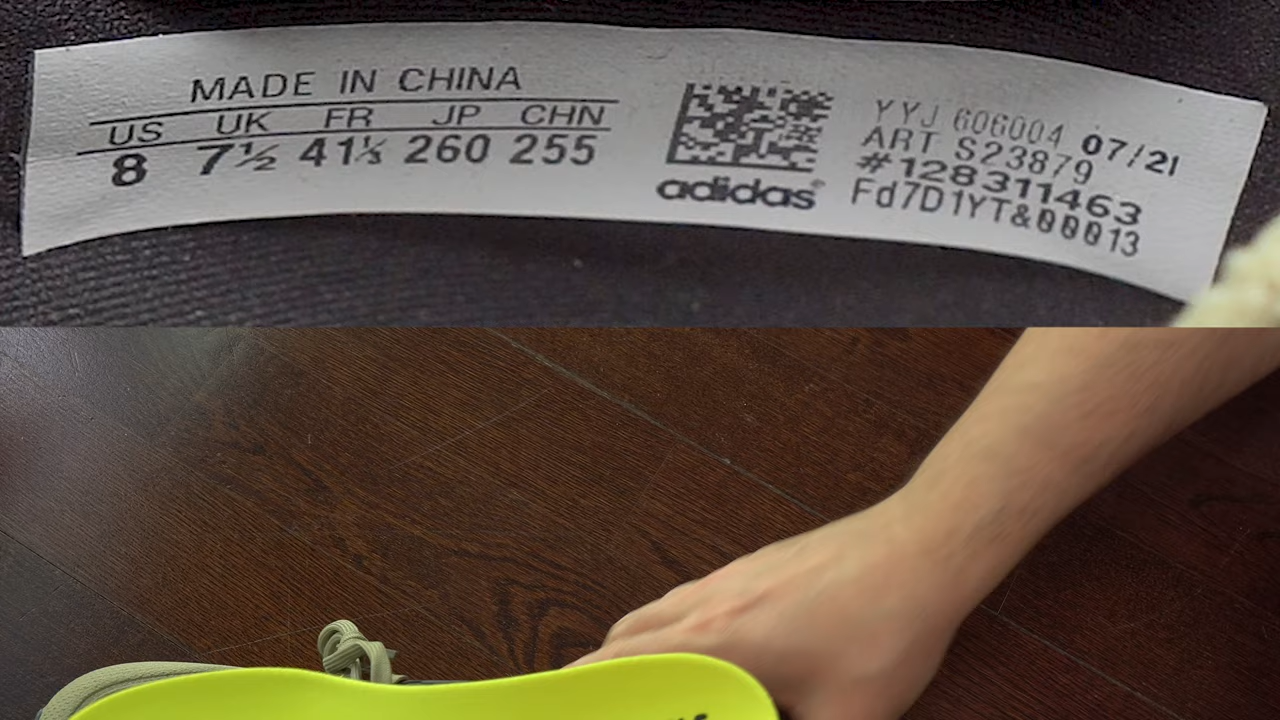 MADE IN CHINA
US UK FR JP CHN
8 7½ 41⅓ 260 255
adidas®
YYJ 606004 07/21
ART S23879
#128311463
Fd7D1YT&00013